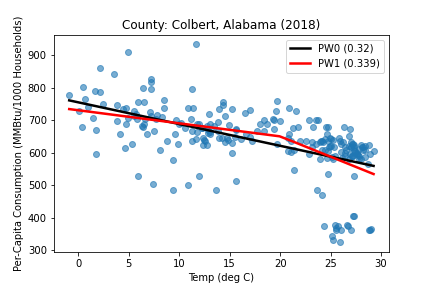 County: Colbert, Alabama (2018)
PW0 (0.32)
PW1 (0.339)
Per-Capita Consumption (MMBtu/1000 Households)
900
800
700
600
500
400
300
0 5 10 15 20 25 30
Temp (deg C)